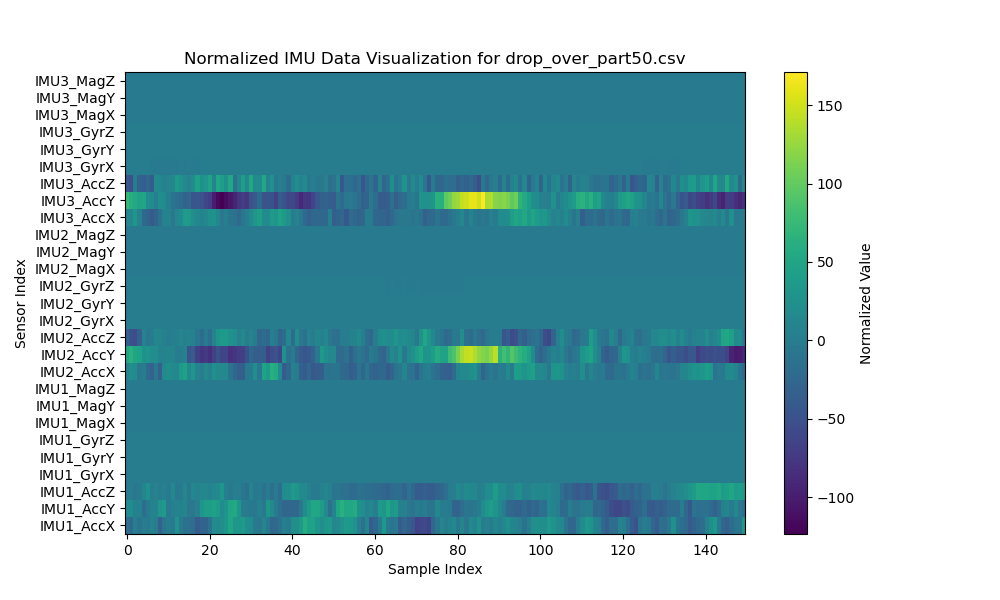 Normalized IMU Data Visualization for drop_over_part50.csv
IMU3_MagZ
IMU3_MagY
IMU3_MagX
IMU3_GyrZ
IMU3_GyrY
IMU3_GyrX
IMU3_AccZ
IMU3_AccY
IMU3_AccX
IMU2_MagZ
IMU2_MagY
IMU2_MagX
IMU2_GyrZ
IMU2_GyrY
IMU2_GyrX
IMU2_AccZ
IMU2_AccY
IMU2_AccX
IMU1_MagZ
IMU1_MagY
IMU1_MagX
IMU1_GyrZ
IMU1_GyrY
IMU1_GyrX
IMU1_AccZ
IMU1_AccY
IMU1_AccX
Sensor Index
0 20 40 60 80 100 120 140
Sample Index
150
100
50
0
−50
−100
Normalized Value